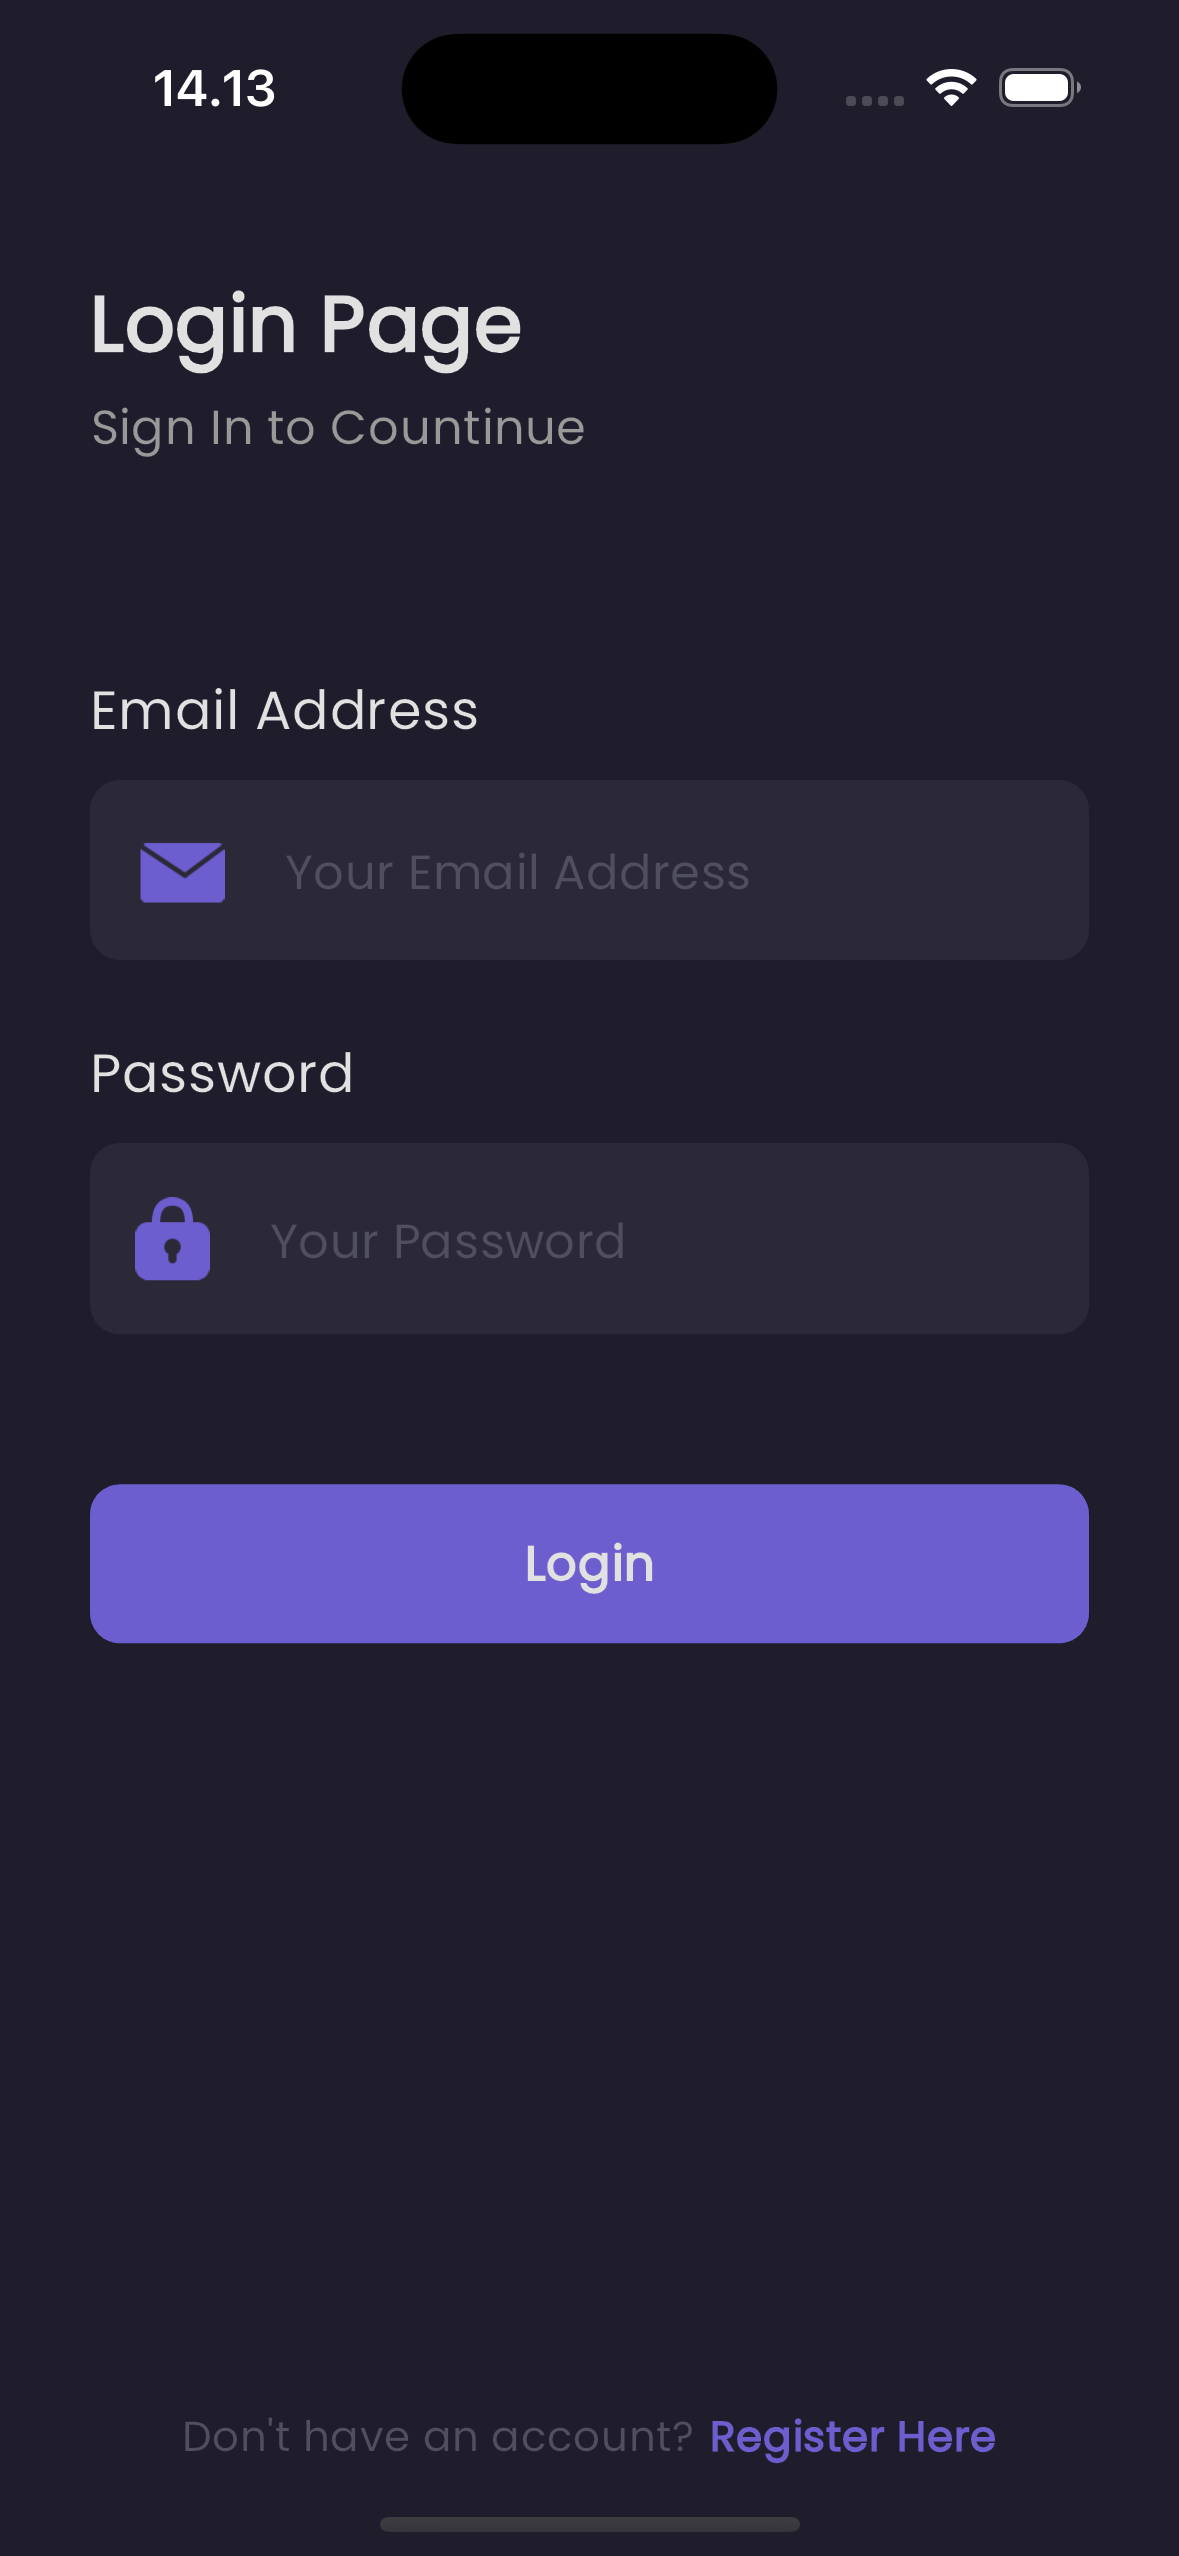 14.13
Login Page
Sign In to Countinue
Email Address
Your Email Address
Password
Your Password
Login
Don't have an account? Register Here